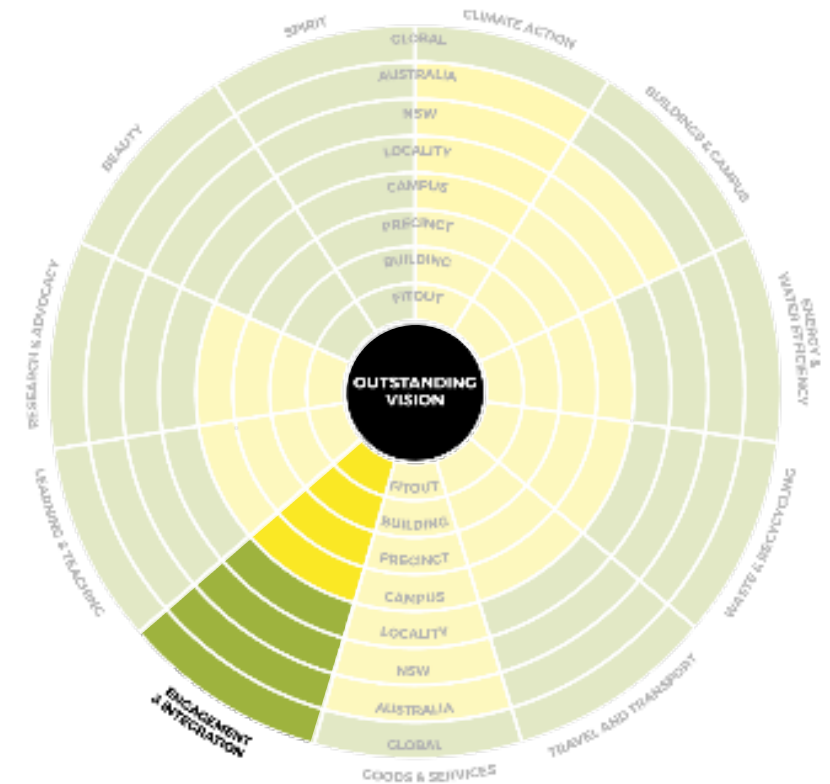 SPIRIT
CLIMATE ACTION
BUILDINGS & CAMPUS
ENERGY &
WATER EFFICIENCY
WASTE & RECYCYCLING
TRAVEL AND TRANSPORT
GOODS & SERVICES
ENGAGEMENT
& INTEGRATION
LEARNING & TEACHING
RESEARCH & ADVOCACY
BEAUTY
GLOBAL
AUSTRALIA
NSW
LOCALITY
CAMPUS
PRECINCT
BUILDING
FITOUT
OUTSTANDING
VISION
FITOUT
BUILDING
PRECINCT
CAMPUS
LOCALITY
NSW
AUSTRALIA
GLOBAL